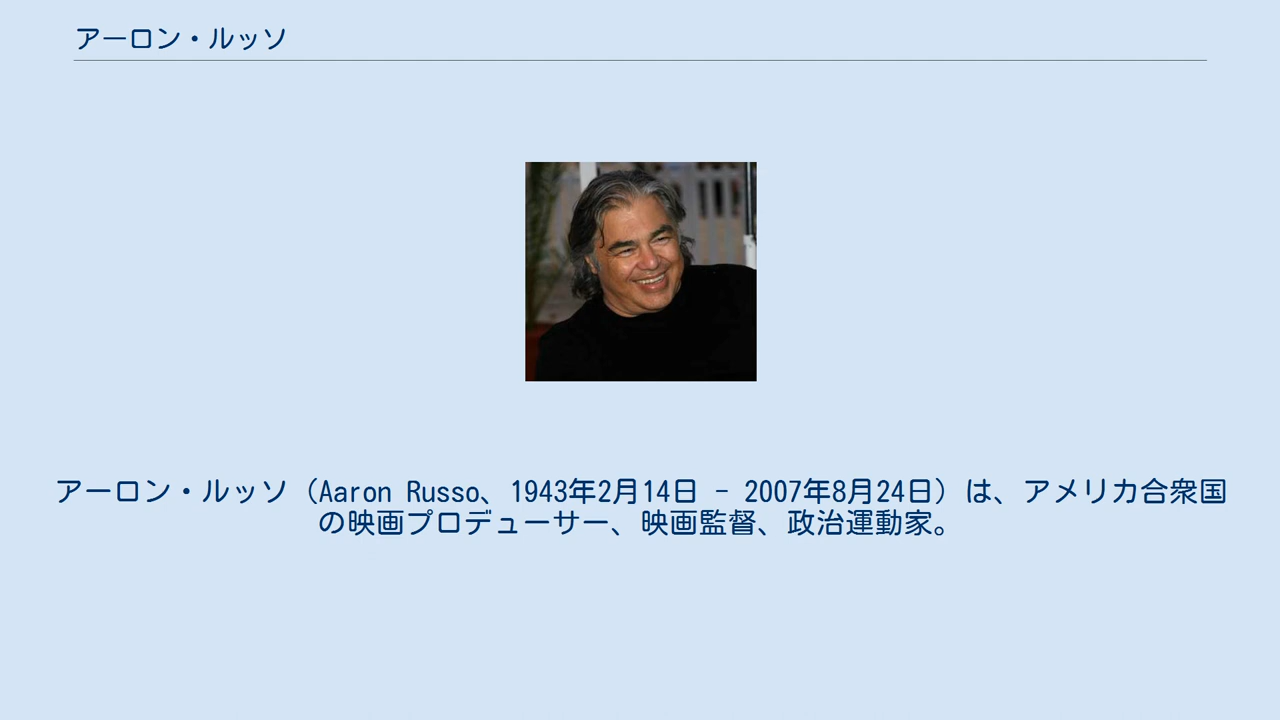 アーロン・ルッソ
アーロン・ルッソ（Aaron Russo、1943年2月14日 - 2007年8月24日）は、アメリカ合衆国
の映画プロデューサー、映画監督、政治運動家。